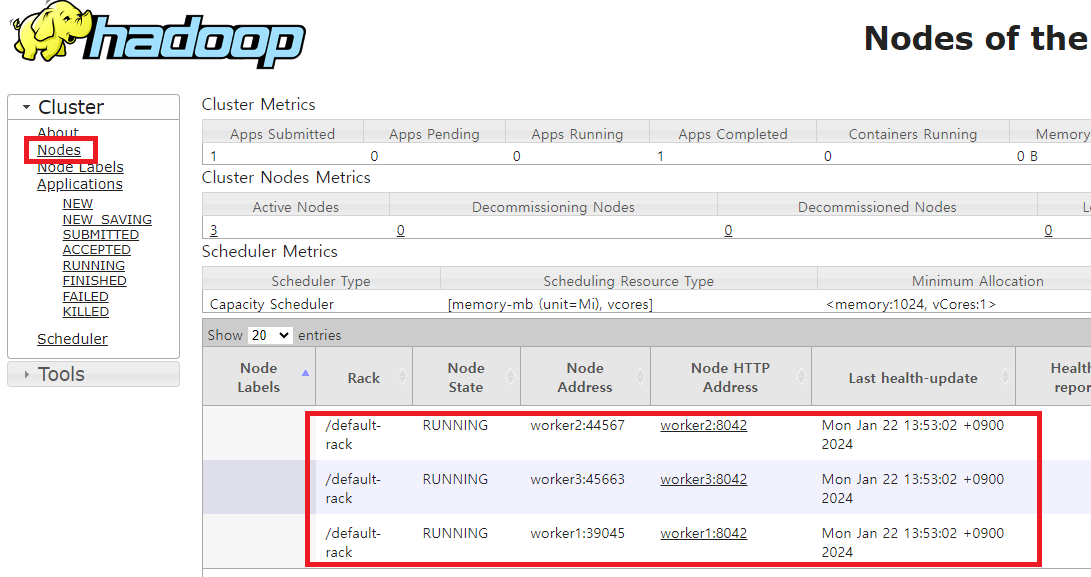 hadoop
Nodes of the
Cluster
About
Nodes
Node Labels
Applications
NEW
NEW_SAVING
SUBMITTED
ACCEPTED
RUNNING
FINISHED
FAILED
KILLED
Scheduler
Tools
Cluster Metrics
Apps Submitted Apps Pending Apps Running Apps Completed Containers Running Memory
1 0 0 1 0 0 B
Cluster Nodes Metrics
Active Nodes Decommissioning Nodes Decommissioned Nodes
3 0 0 0
Scheduler Metrics
Scheduler Type Scheduling Resource Type Minimum Allocation
Capacity Scheduler [memory-mb (unit=Mi), vcores] <memory:1024, vCores:1>
Show 20 entries
Node Labels Rack Node State Node Address Node HTTP Address Last health-update
/default-rack RUNNING worker2:44567 worker2:8042 Mon Jan 22 13:53:02 +0900 2024
/default-rack RUNNING worker3:45663 worker3:8042 Mon Jan 22 13:53:02 +0900 2024
/default-rack RUNNING worker1:39045 worker1:8042 Mon Jan 22 13:53:02 +0900 2024